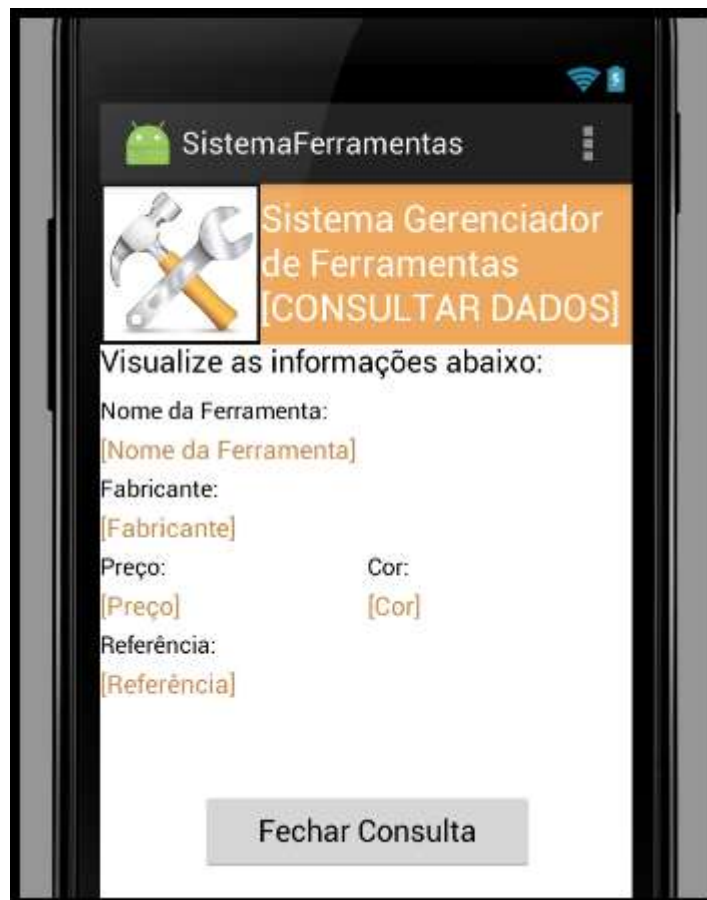 SistemaFerramentas
Sistema Gerenciador
de Ferramentas
[CONSULTAR DADOS]
Visualize as informações abaixo:
Nome da Ferramenta:
[Nome da Ferramenta]
Fabricante:
[Fabricante]
Preço: Cor:
[Preço] [Cor]
Referência:
[Referência]
Fechar Consulta